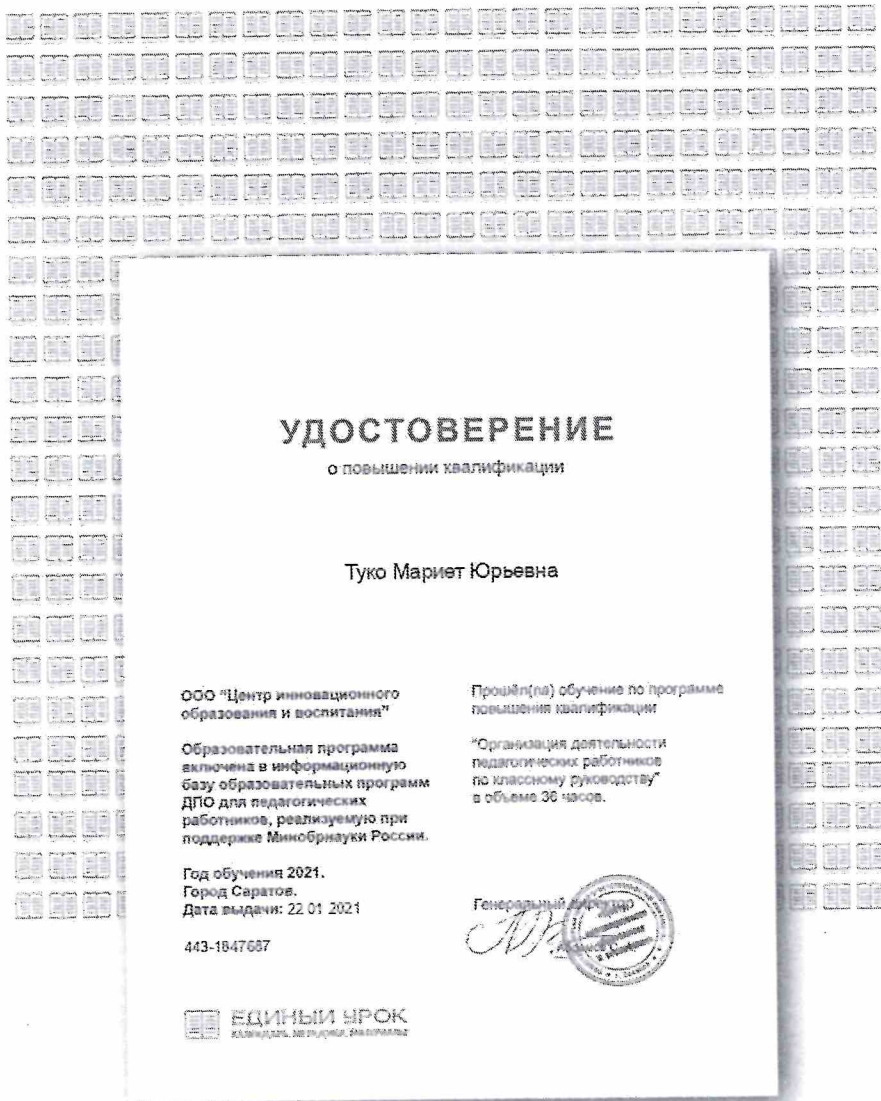 УДОСТОВЕРЕНИЕ
о повышении квалификации
Туко Мариет Юрьевна
ООО "Центр инновационного
образования и воспитания"
Образовательная программа
включена в информационную
базу образовательных программ
ДПО для педагогических
работников, реализуемую при
поддержке Минобрнауки России.
Год обучения 2021.
Город Саратов.
Дата выдачи: 22 01 2021
443-1847687
Прошёл(ла) обучение по программе
повышения квалификации
"Организация деятельности
педагогических работников
по классному руководству"
в объеме 36 часов.
Генеральный директор
ЕДИНЫЙ УРОК